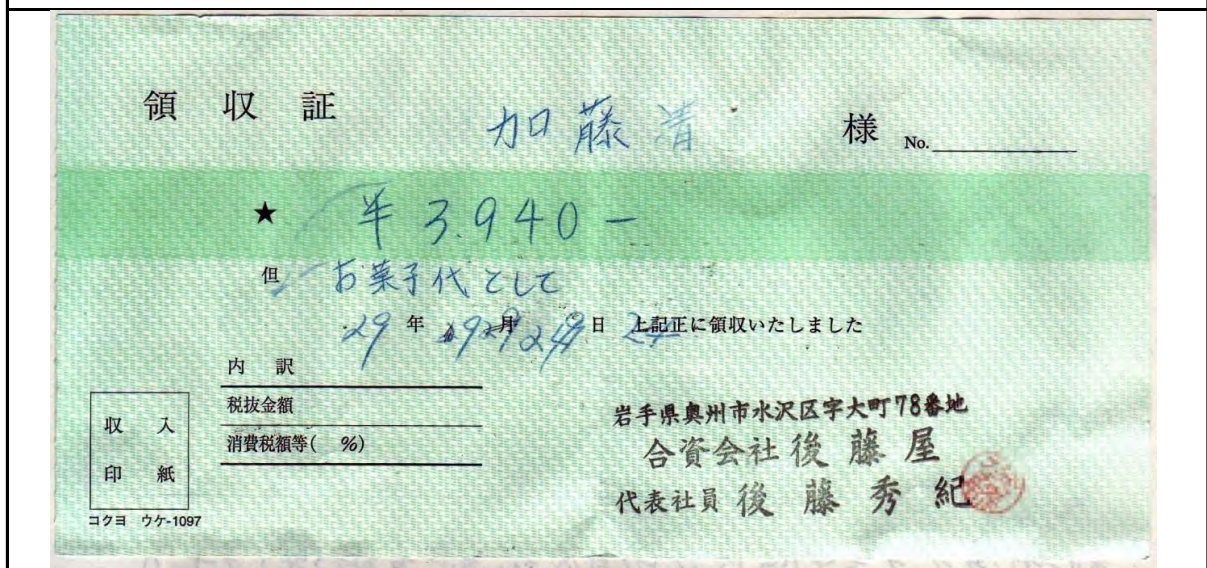 領収証 加藤清 様 No.
★ ¥3.940-
但 お菓子代として
29年 月 日 上記正に領収いたしました
内訳
税抜金額
消費税額等( %)
収入
印紙
コクヨ ウケ-1097
岩手県奥州市水沢区字大町78番地
合資会社後藤屋
代表社員後藤秀紀